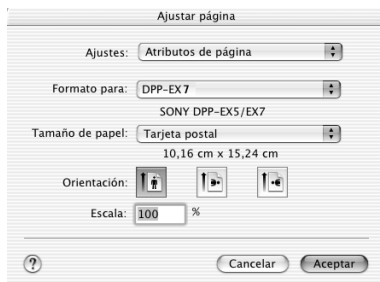 Ajustar página
Ajustes: Atributos de página
Formato para: DPP-EX7
SONY DPP-EX5/EX7
Tamaño de papel: Tarjeta postal
10,16 cm x 15,24 cm
Orientación:
Escala: 100 %
? Cancelar Aceptar